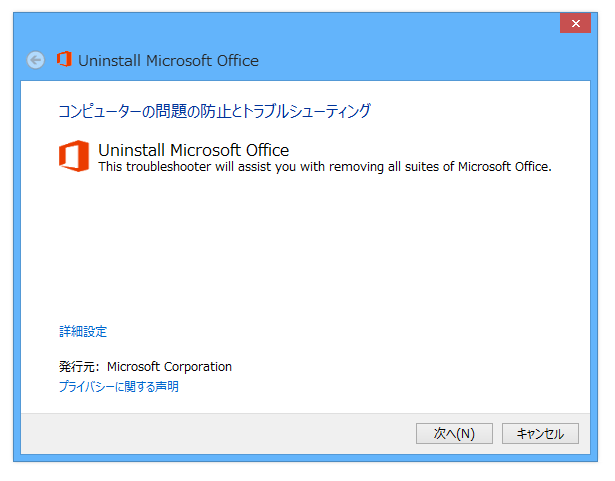 Uninstall Microsoft Office
コンピューターの問題の防止とトラブルシューティング
Uninstall Microsoft Office
This troubleshooter will assist you with removing all suites of Microsoft Office.
詳細設定
発行元: Microsoft Corporation
プライバシーに関する声明
次へ(N) キャンセル